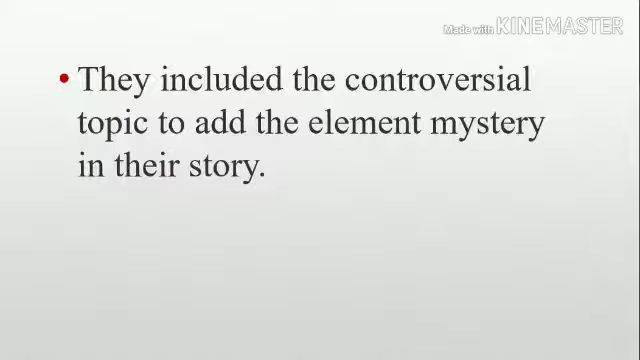 Made with KINEMASTER
• They included the controversial
topic to add the element mystery
in their story.